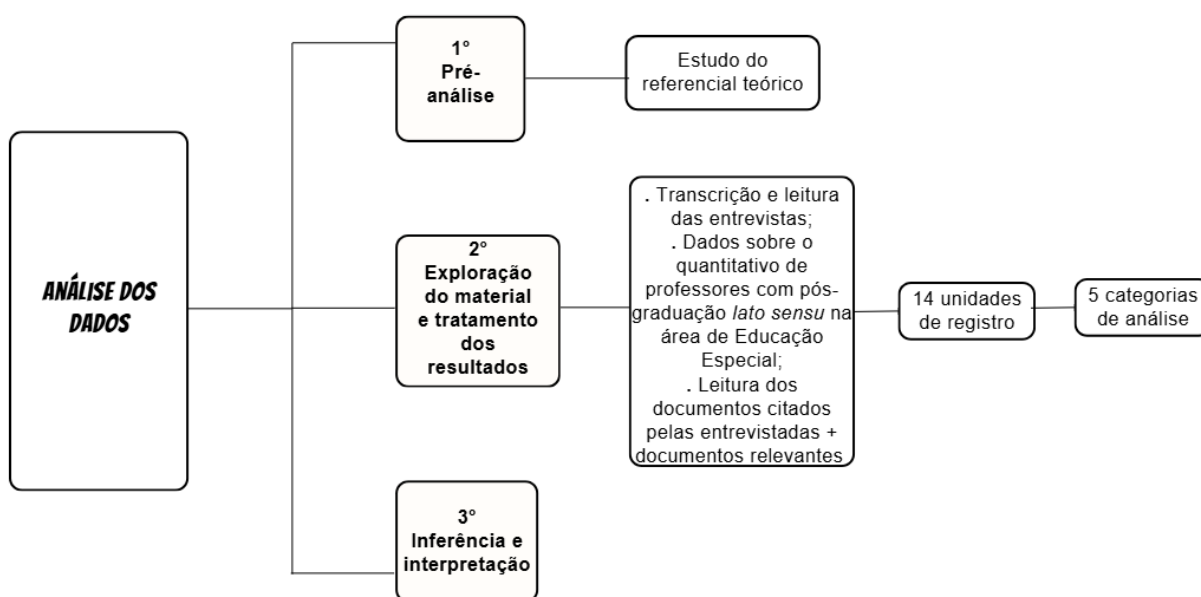 ANÁLISE DOS
DADOS
1°
Pré-
análise
Estudo do
referencial teórico
2°
Exploração
do material
e tratamento
dos
resultados
. Transcrição e leitura
das entrevistas;
. Dados sobre o
quantitativo de
professores com pós-
graduação lato sensu na
área de Educação
Especial;
. Leitura dos
documentos citados
pelas entrevistadas +
documentos relevantes
14 unidades
de registro
5 categorias
de análise
3°
Inferência e
interpretação